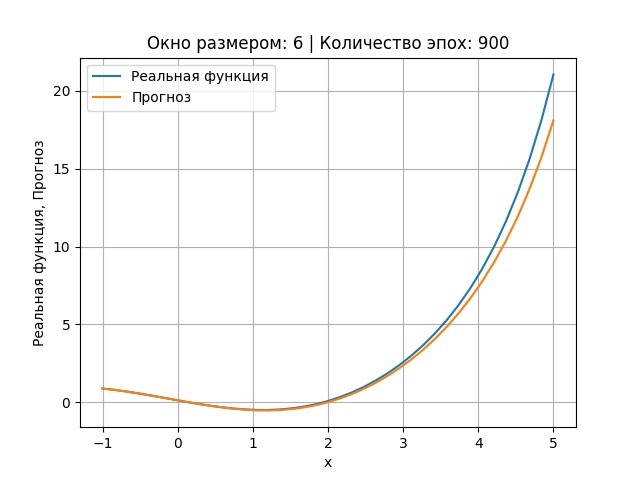 Окно размером: 6 | Количество эпох: 900
Реальная функция
Прогноз
Реальная функция, Прогноз
20
15
10
5
0
−1 0 1 2 3 4 5
x